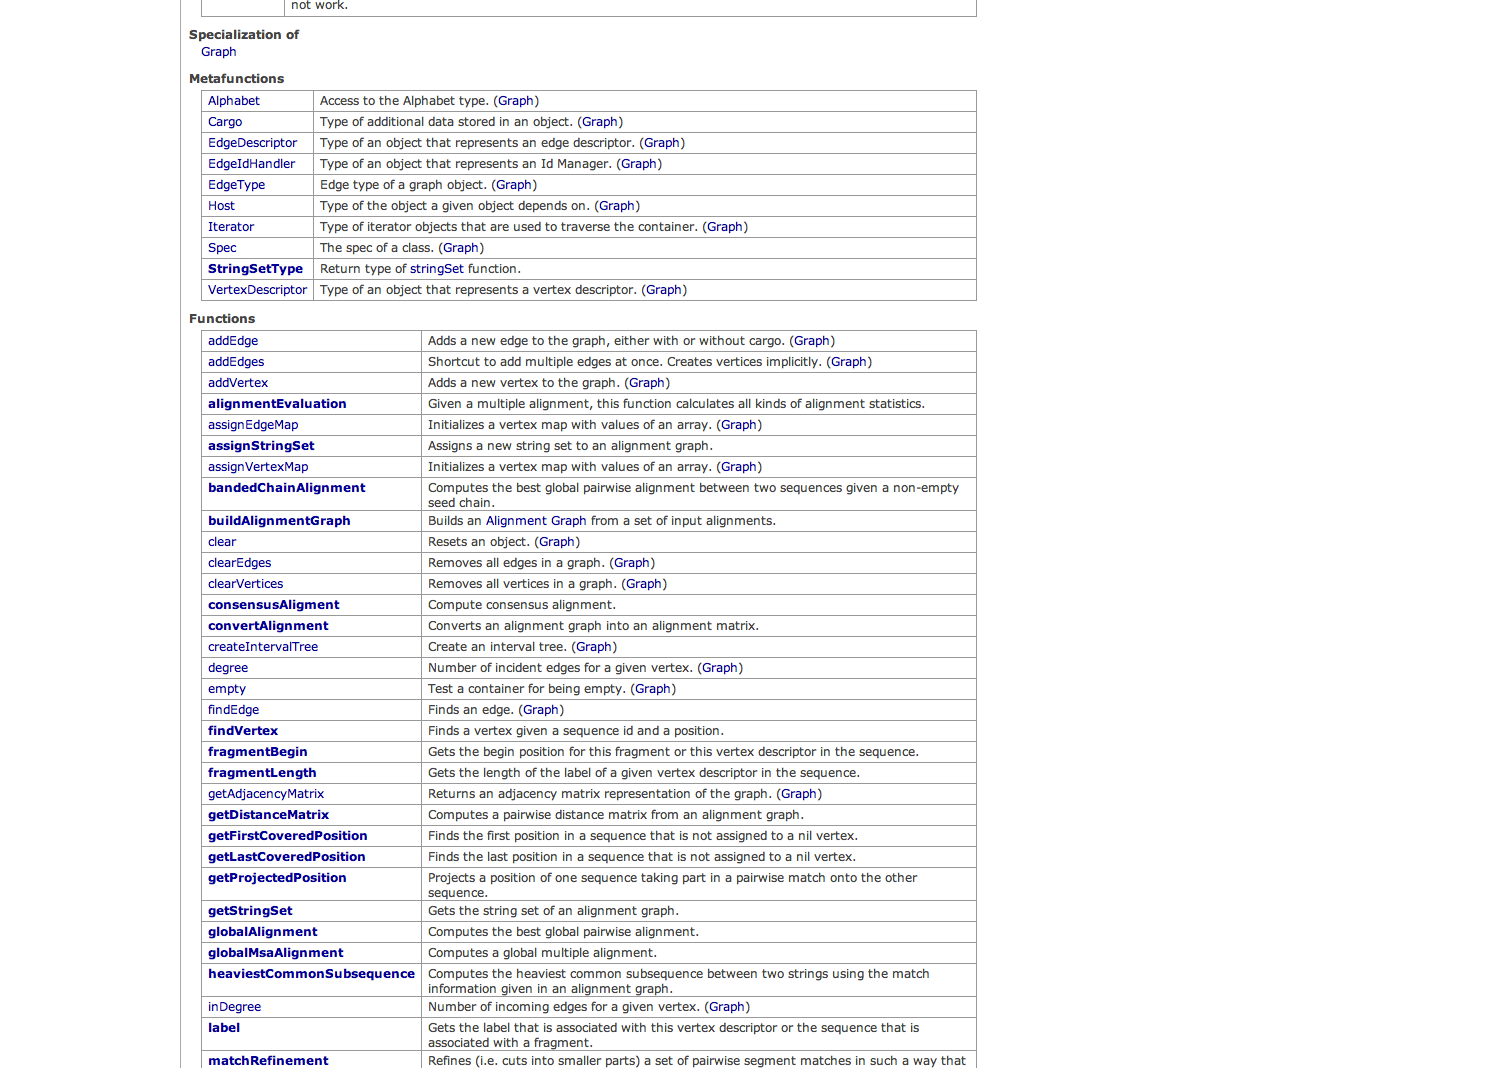 not work.
Specialization of
Graph
Metafunctions
Alphabet Access to the Alphabet type. (Graph)
Cargo Type of additional data stored in an object. (Graph)
EdgeDescriptor Type of an object that represents an edge descriptor. (Graph)
EdgeIdHandler Type of an object that represents an Id Manager. (Graph)
EdgeType Edge type of a graph object. (Graph)
Host Type of the object a given object depends on. (Graph)
Iterator Type of iterator objects that are used to traverse the container. (Graph)
Spec The spec of a class. (Graph)
StringSetType Return type of stringSet function.
VertexDescriptor Type of an object that represents a vertex descriptor. (Graph)
Functions
addEdge Adds a new edge to the graph, either with or without cargo. (Graph)
addEdges Shortcut to add multiple edges at once. Creates vertices implicitly. (Graph)
addVertex Adds a new vertex to the graph. (Graph)
alignmentEvaluation Given a multiple alignment, this function calculates all kinds of alignment statistics.
assignEdgeMap Initializes a vertex map with values of an array. (Graph)
assignStringSet Assigns a new string set to an alignment graph.
assignVertexMap Initializes a vertex map with values of an array. (Graph)
bandedChainAlignment Computes the best global pairwise alignment between two sequences given a non-empty
seed chain.
buildAlignmentGraph Builds an Alignment Graph from a set of input alignments.
clear Resets an object. (Graph)
clearEdges Removes all edges in a graph. (Graph)
clearVertices Removes all vertices in a graph. (Graph)
consensusAligment Compute consensus alignment.
convertAlignment Converts an alignment graph into an alignment matrix.
createIntervalTree Create an interval tree. (Graph)
degree Number of incident edges for a given vertex. (Graph)
empty Test a container for being empty. (Graph)
findEdge Finds an edge. (Graph)
findVertex Finds a vertex given a sequence id and a position.
fragmentBegin Gets the begin position for this fragment or this vertex descriptor in the sequence.
fragmentLength Gets the length of the label of a given vertex descriptor in the sequence.
getAdjacencyMatrix Returns an adjacency matrix representation of the graph. (Graph)
getDistanceMatrix Computes a pairwise distance matrix from an alignment graph.
getFirstCoveredPosition Finds the first position in a sequence that is not assigned to a nil vertex.
getLastCoveredPosition Finds the last position in a sequence that is not assigned to a nil vertex.
getProjectedPosition Projects a position of one sequence taking part in a pairwise match onto the other
sequence.
getStringSet Gets the string set of an alignment graph.
globalAlignment Computes the best global pairwise alignment.
globalMsaAlignment Computes a global multiple alignment.
heaviestCommonSubsequence Computes the heaviest common subsequence between two strings using the match
information given in an alignment graph.
inDegree Number of incoming edges for a given vertex. (Graph)
label Gets the label that is associated with this vertex descriptor or the sequence that is
associated with a fragment.
matchRefinement Refines (i.e. cuts into smaller parts) a set of pairwise segment matches in such a way that